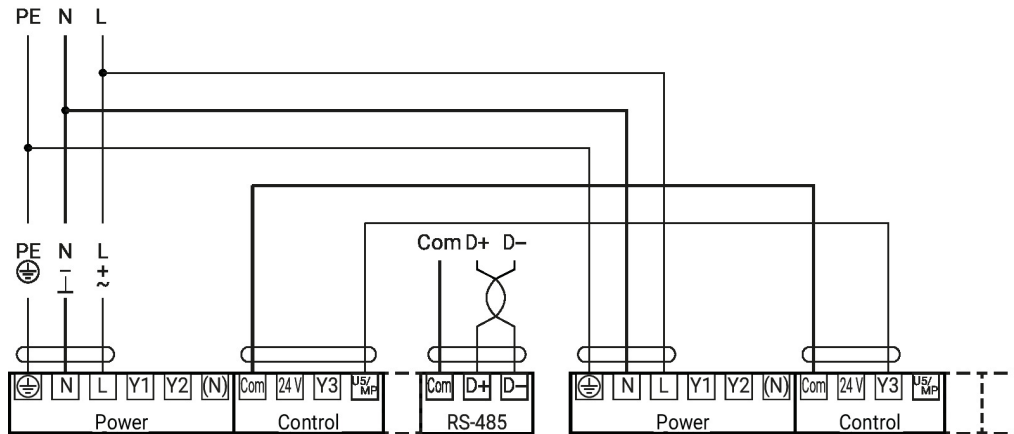 PE N L
Com D+ D–
PE N L
– +
~
N L Y1 Y2 (N) Com 24 V Y3 U5/MP Com D+ D– N L Y1 Y2 (N) Com 24 V Y3 U5/MP
Power Control RS-485 Power Control